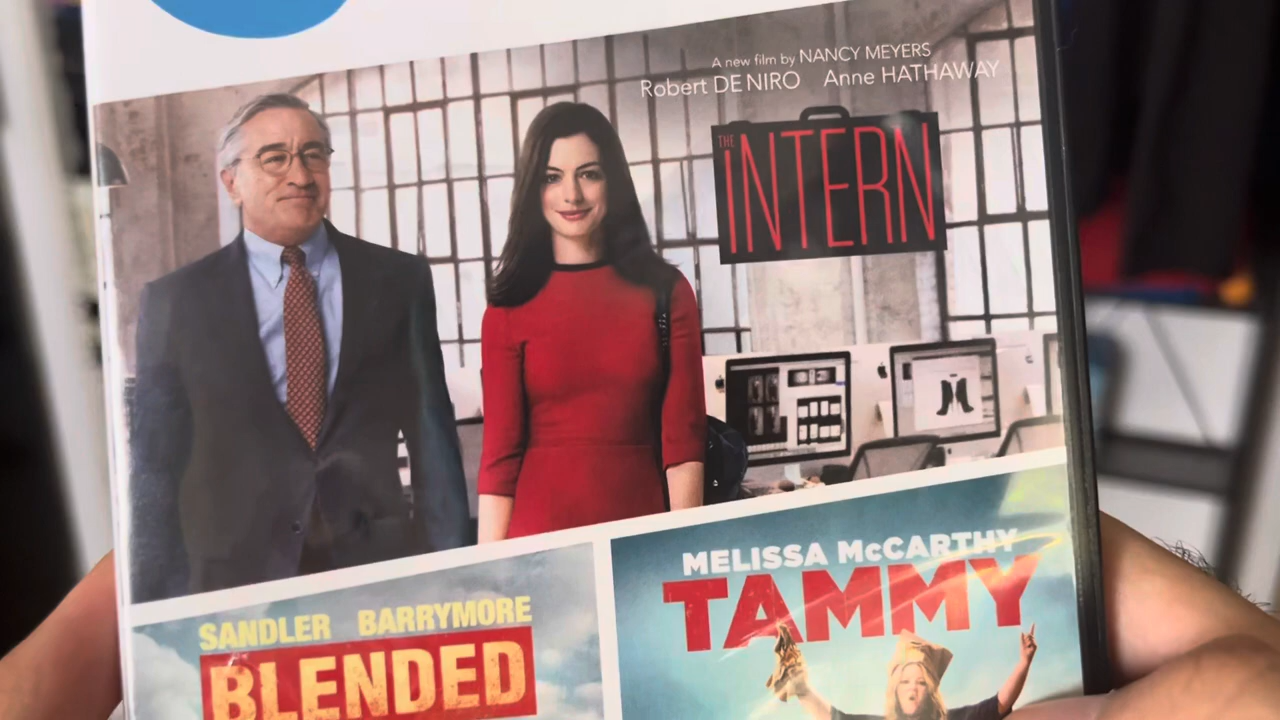 A new film by NANCY MEYERS
Robert DE NIRO Anne HATHAWAY
THE
INTERN
MELISSA McCARTHY
TAMMY
SANDLER BARRYMORE
BLENDED